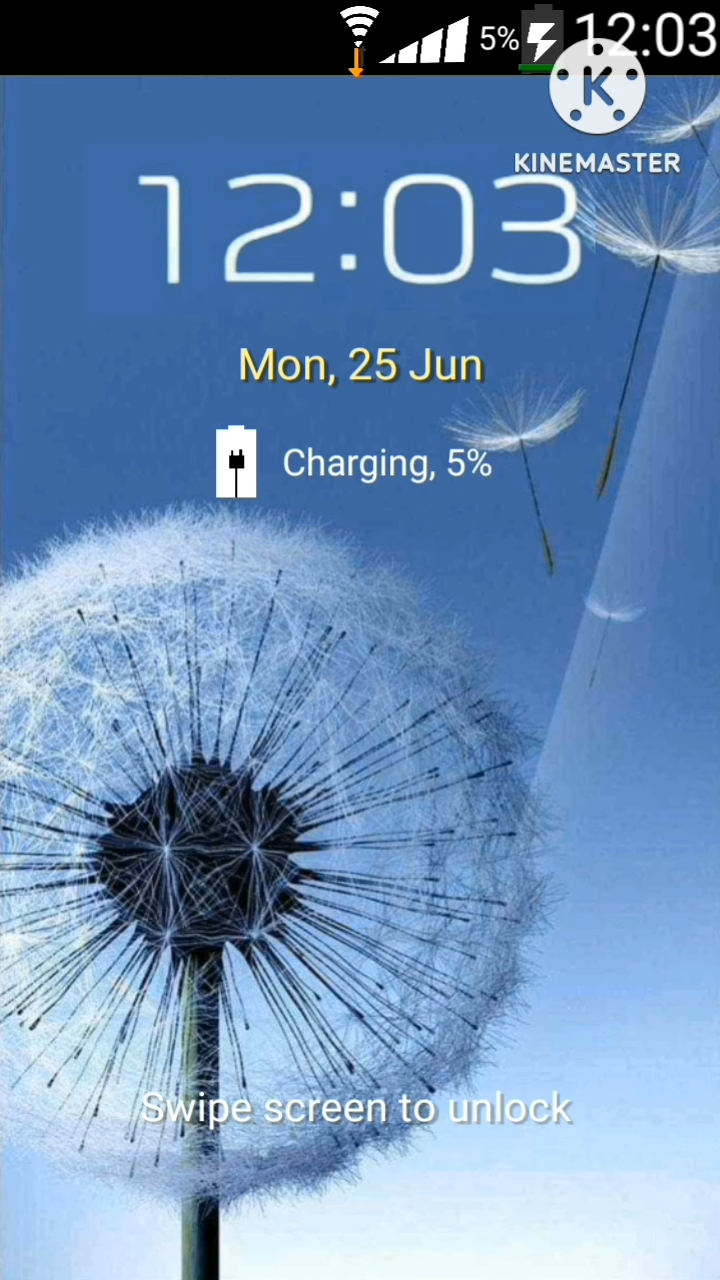 5% 12:03
K
KINEMASTER
12:03
Mon, 25 Jun
Charging, 5%
Swipe screen to unlock